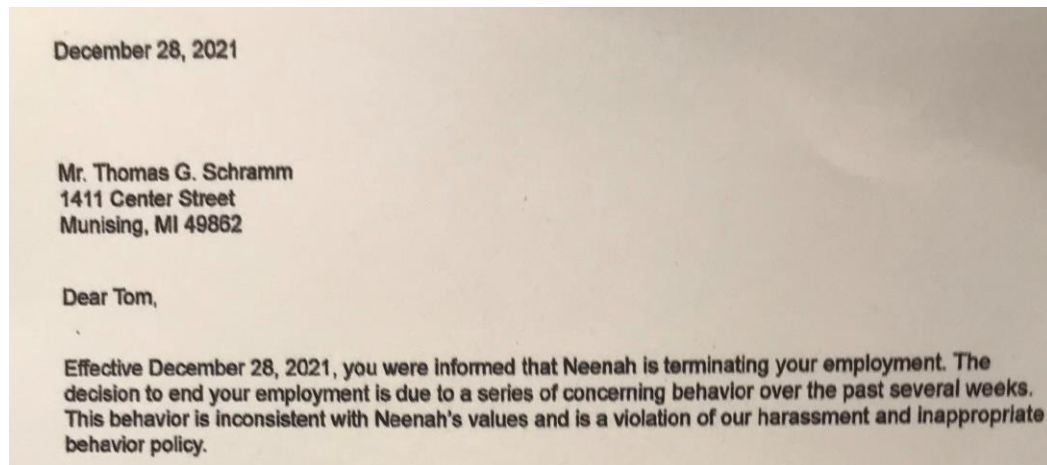 December 28, 2021
Mr. Thomas G. Schramm
1411 Center Street
Munising, MI 49862
Dear Tom,
Effective December 28, 2021, you were informed that Neenah is terminating your employment. The
decision to end your employment is due to a series of concerning behavior over the past several weeks.
This behavior is inconsistent with Neenah's values and is a violation of our harassment and inappropriate
behavior policy.